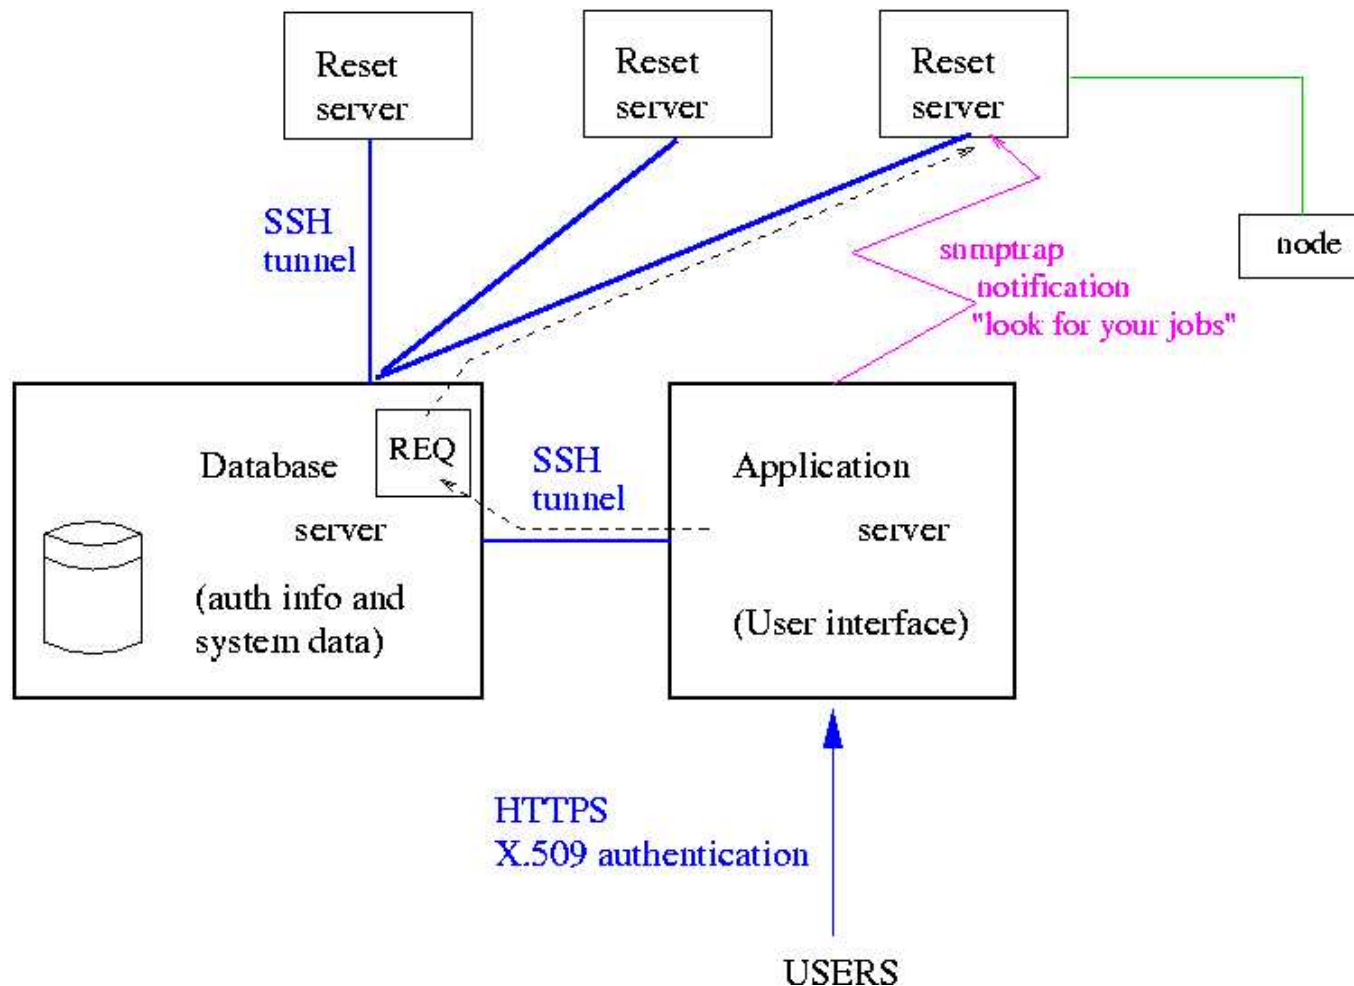 Reset
server
Reset
server
Reset
server
SSH
tunnel
node
snmptrap
notification
"look for your jobs"
REQ
Database
server
(auth info and
system data)
SSH
tunnel
Application
server
(User interface)
HTTPS
X.509 authentication
USERS